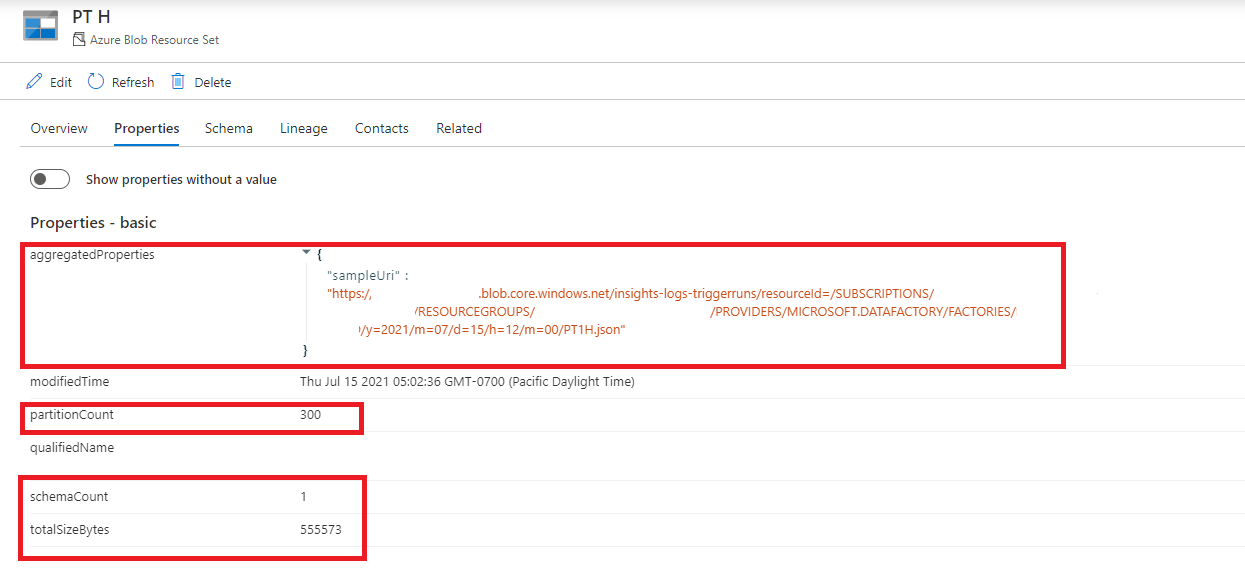 PT H
Azure Blob Resource Set
Edit Refresh Delete
Overview Properties Schema Lineage Contacts Related
Show properties without a value
Properties - basic
aggregatedProperties {
"sampleUri" :
"https:/, .blob.core.windows.net/insights-logs-triggerruns/resourceId=/SUBSCRIPTIONS/
/RESOURCEGROUPS/ /PROVIDERS/MICROSOFT.DATAFACTORY/FACTORIES/
/y=2021/m=07/d=15/h=12/m=00/PT1H.json"
}
modifiedTime Thu Jul 15 2021 05:02:36 GMT-0700 (Pacific Daylight Time)
partitionCount 300
qualifiedName
schemaCount 1
totalSizeBytes 555573